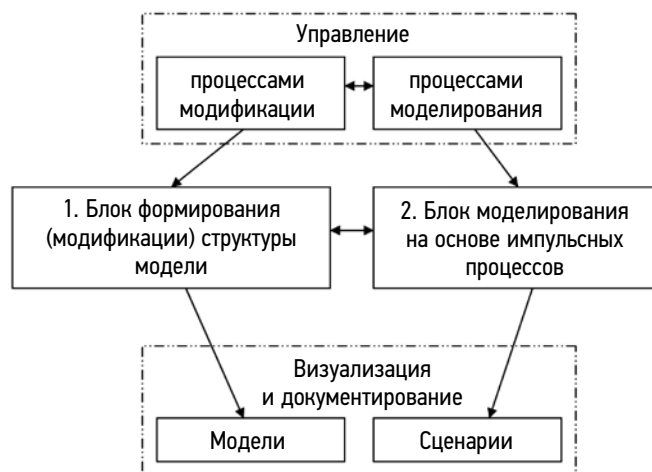 Управление
процессами
модификации
процессами
моделирования
1. Блок формирования
(модификации) структуры
модели
2. Блок моделирования
на основе импульсных
процессов
Визуализация
и документирование
Модели
Сценарии